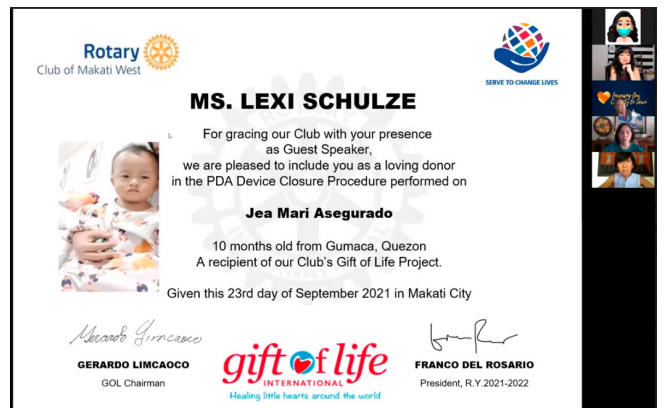 Rotary
Club of Makati West
SERVE TO CHANGE LIVES
MS. LEXI SCHULZE
For gracing our Club with your presence
as Guest Speaker,
we are pleased to include you as a loving donor
in the PDA Device Closure Procedure performed on
Jea Mari Asegurado
10 months old from Gumaca, Quezon
A recipient of our Club's Gift of Life Project.
Given this 23rd day of September 2021 in Makati City
Gerardo Limcaoco
GERARDO LIMCAOCO
GOL Chairman
gift of life
INTERNATIONAL
Healing little hearts around the world
FRANCO DEL ROSARIO
President, R.Y.2021-2022